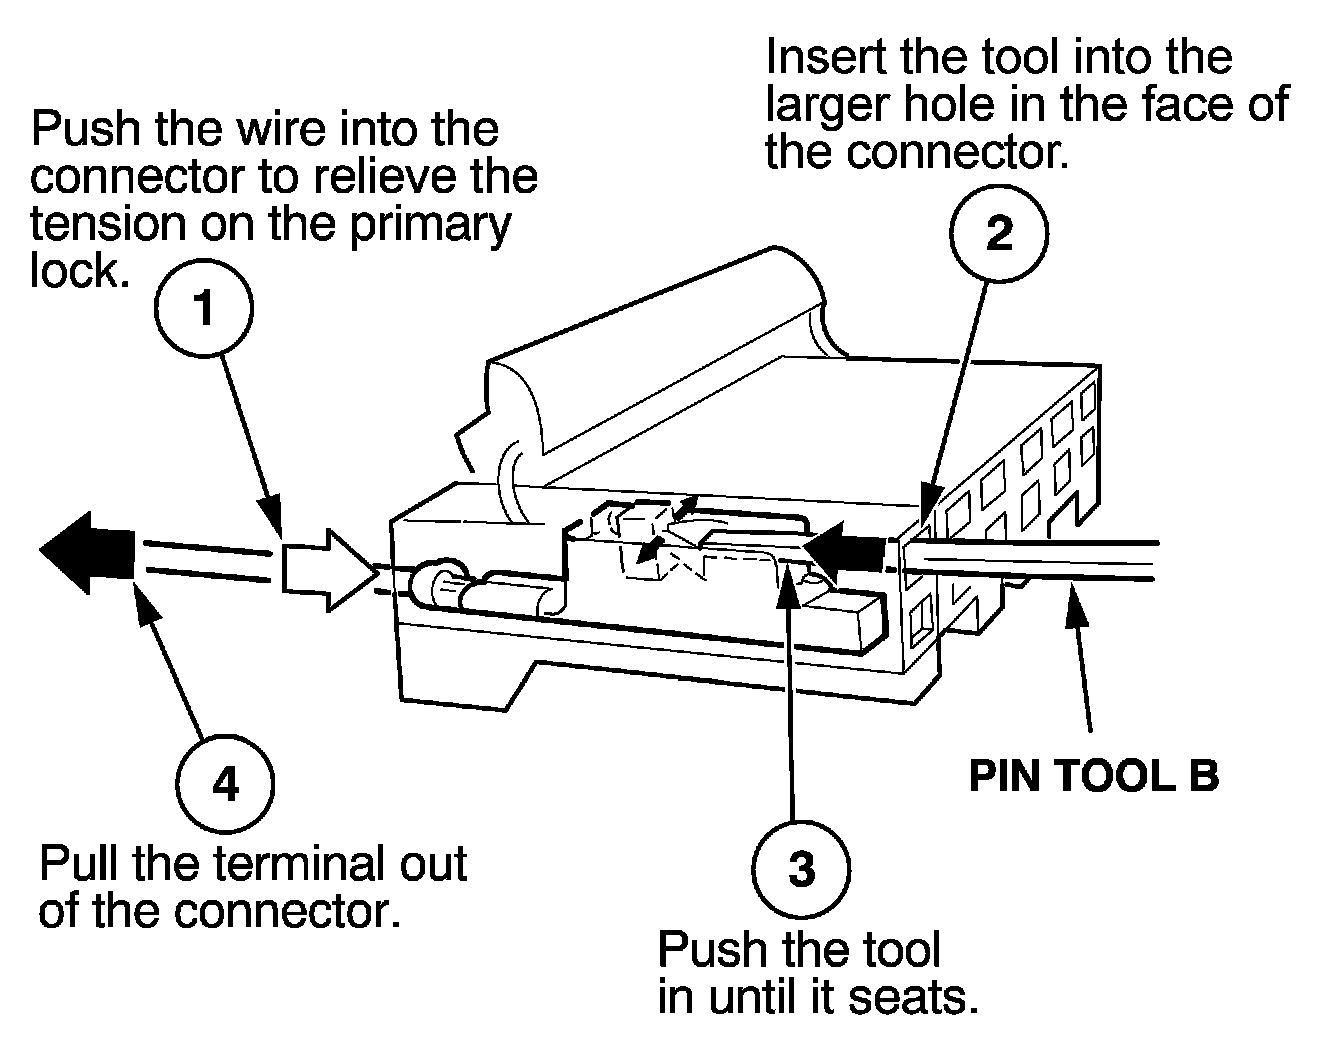 Push the wire into the
connector to relieve the
tension on the primary
lock.
1
Insert the tool into the
larger hole in the face of
the connector.
2
PIN TOOL B
3
Push the tool
in until it seats.
4
Pull the terminal out
of the connector.